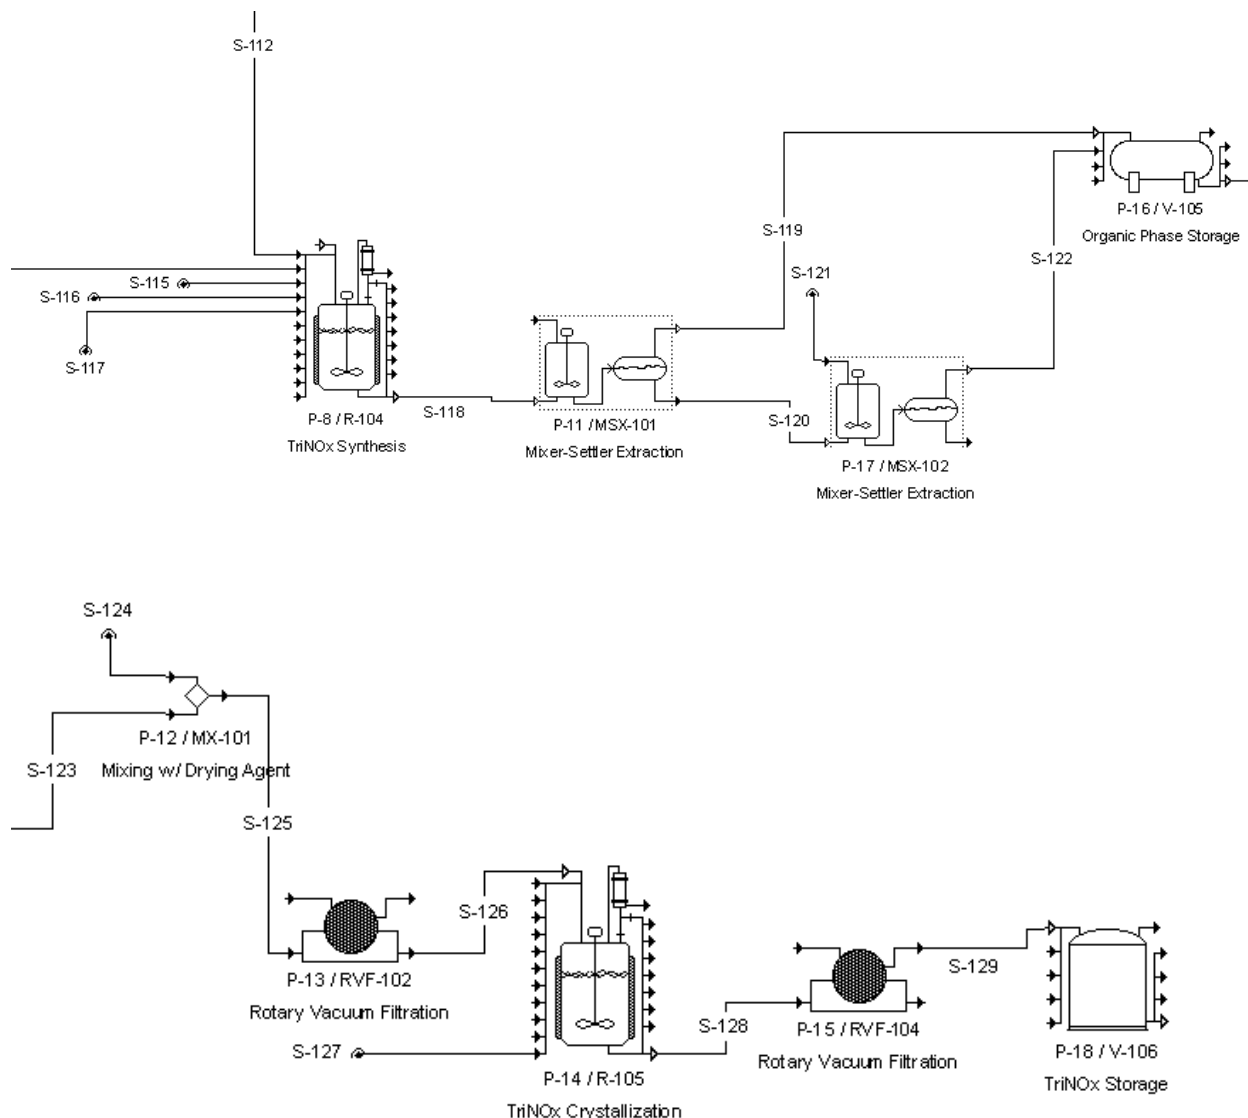 S-112
P-16 / V-105
Organic Phase Storage
S-119
S-122
S-121
S-115
S-116
S-117
P-8 / R-104
TriNOx Synthesis
S-118
P-11 / MSX-101
Mixer-Settler Extraction
S-120
P-17 / MSX-102
Mixer-Settler Extraction
S-124
P-12 / MX-101
Mixing w/ Drying Agent
S-123
S-125
S-126
P-13 / RVF-102
Rotary Vacuum Filtration
S-127
P-14 / R-105
TriNOx Crystallization
S-128
S-129
P-15 / RVF-104
Rotary Vacuum Filtration
P-18 / V-106
TriNOx Storage